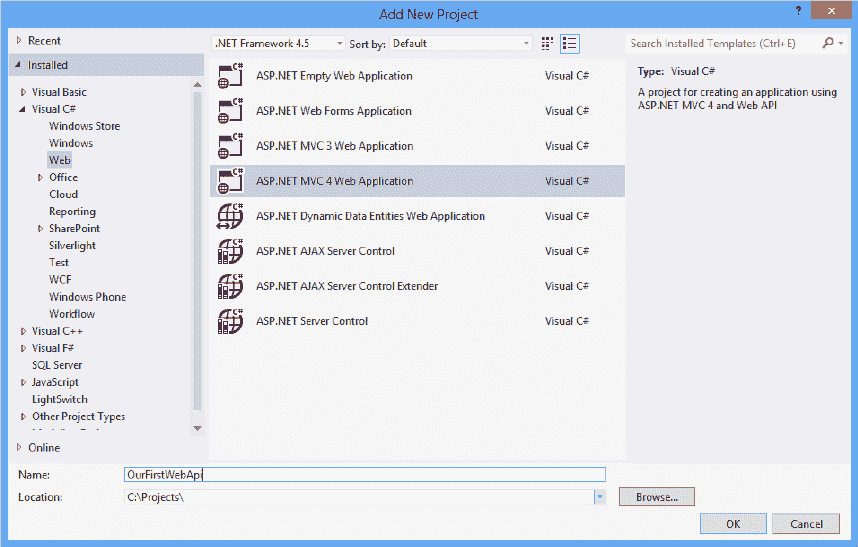 Add New Project
?
Recent
Installed
Visual Basic
Visual C#
Windows Store
Windows
Web
Office
Cloud
Reporting
SharePoint
Silverlight
Test
WCF
Windows Phone
Workflow
Visual C++
Visual F#
SQL Server
JavaScript
LightSwitch
Other Project Types
Online
.NET Framework 4.5
Sort by: Default
ASP.NET Empty Web Application Visual C#
ASP.NET Web Forms Application Visual C#
ASP.NET MVC 3 Web Application Visual C#
ASP.NET MVC 4 Web Application Visual C#
ASP.NET Dynamic Data Entities Web Application Visual C#
ASP.NET AJAX Server Control Visual C#
ASP.NET AJAX Server Control Extender Visual C#
ASP.NET Server Control Visual C#
Search Installed Templates (Ctrl+E)
Type: Visual C#
A project for creating an application using
ASP.NET MVC 4 and Web API
Name: OurFirstWebApi
Location: C:\Projects\
Browse...
OK Cancel